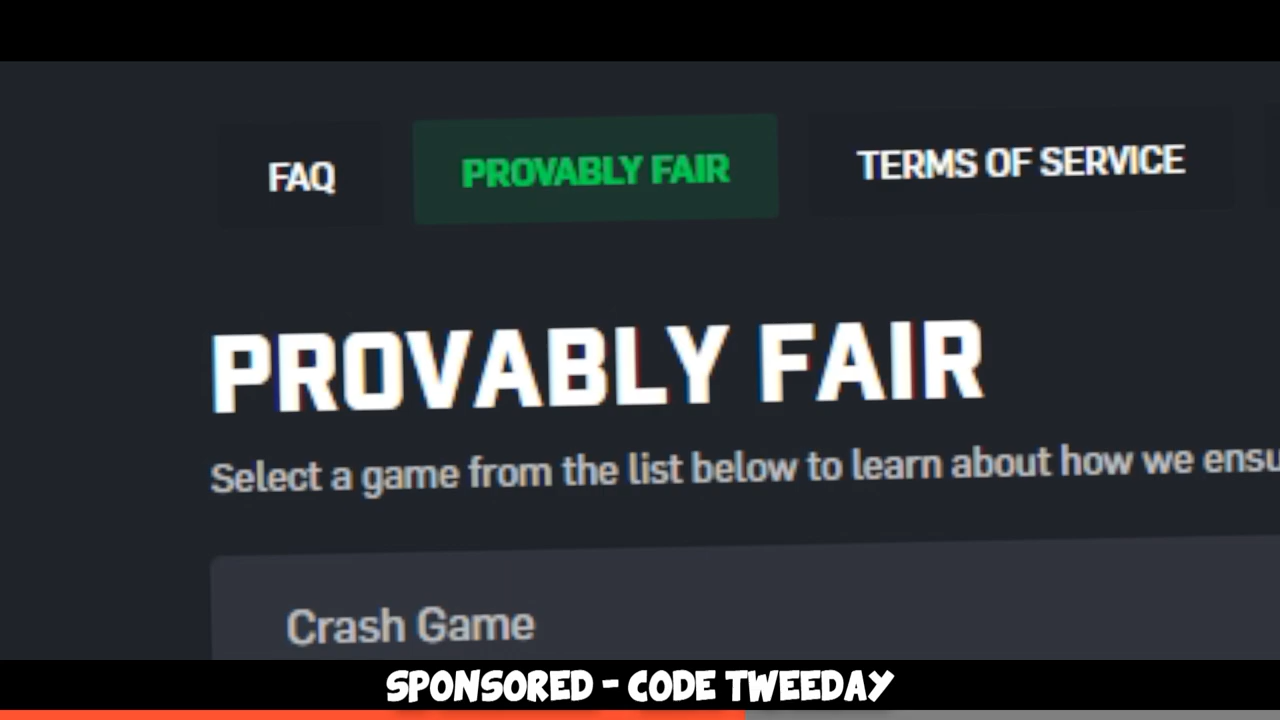 FAQ PROVABLY FAIR TERMS OF SERVICE
PROVABLY FAIR
Select a game from the list below to learn about how we ensu
Crash Game
SPONSORED - CODE TWEEDAY